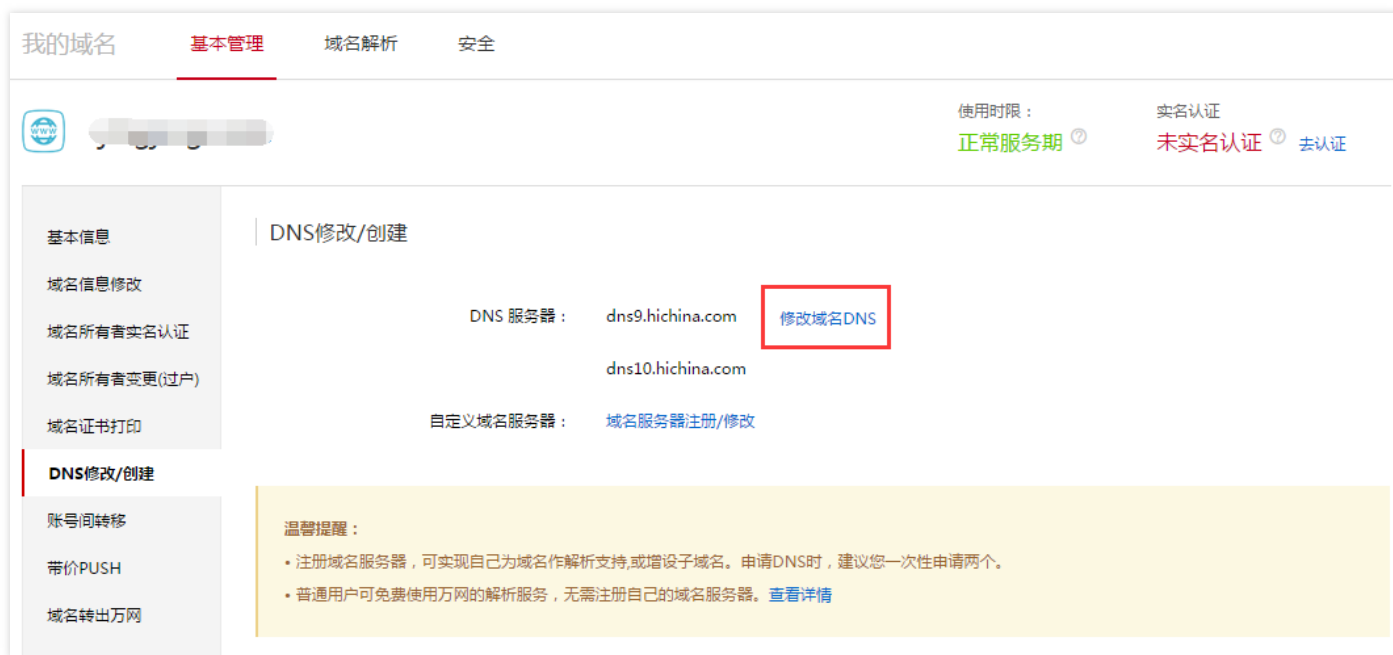 我的域名 基本管理 域名解析 安全
使用时限： 实名认证
www 正常服务期 ? 未实名认证 ? 去认证
基本信息
域名信息修改
域名所有者实名认证
域名所有者变更(过户)
域名证书打印
DNS修改/创建
账号间转移
带价PUSH
域名转出万网
DNS修改/创建
DNS 服务器： dns9.hichina.com 修改域名DNS
dns10.hichina.com
自定义域名服务器： 域名服务器注册/修改
温馨提醒：
• 注册域名服务器，可实现自己为域名作解析支持,或增设子域名。申请DNS时，建议您一次性申请两个。
• 普通用户可免费使用万网的解析服务，无需注册自己的域名服务器。查看详情